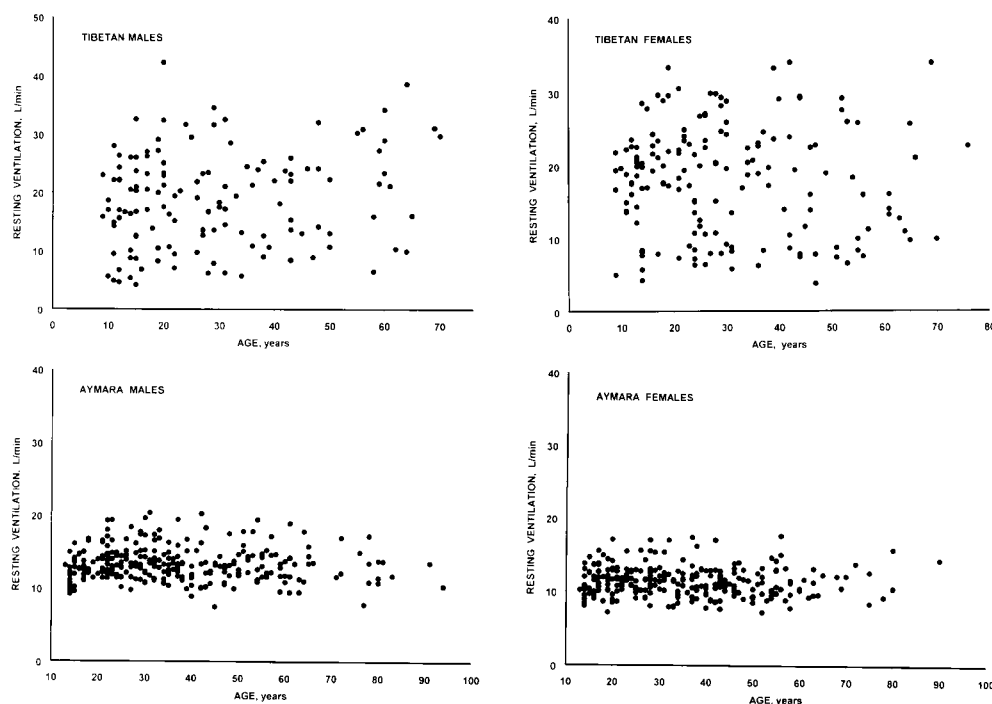 TIBETAN MALES
RESTING VENTILATION, L/min
50
40
30
20
10
0
0 10 20 30 40 50 60 70
AGE, years
TIBETAN FEMALES
RESTING VENTILATION, L/min
40
30
20
10
0
0 10 20 30 40 50 60 70 80
AGE, years
AYMARA MALES
RESTING VENTILATION, L/min
40
30
20
10
0
10 20 30 40 50 60 70 80 90 100
AGE, years
AYMARA FEMALES
RESTING VENTILATION, L/min
40
30
20
10
0
10 20 30 40 50 60 70 80 90 100
AGE, years